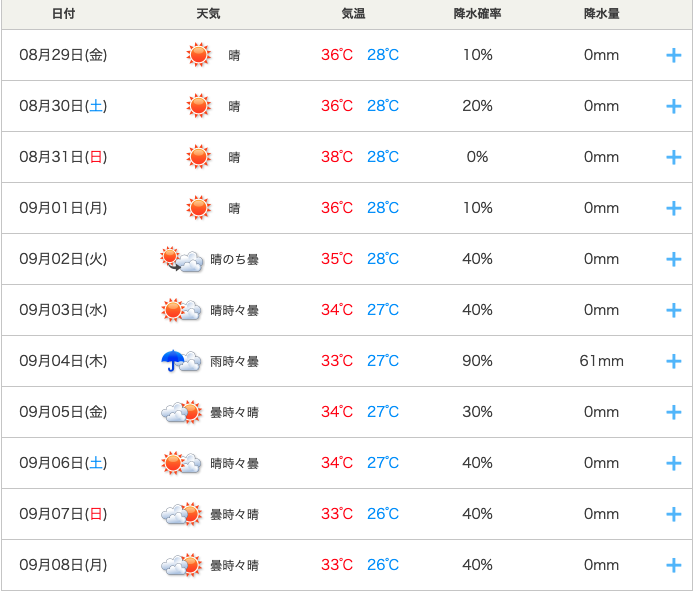 日付 天気 気温 降水確率 降水量
08月29日(金) 晴 36℃ 28℃ 10% 0mm +
08月30日(土) 晴 36℃ 28℃ 20% 0mm +
08月31日(日) 晴 38℃ 28℃ 0% 0mm +
09月01日(月) 晴 36℃ 28℃ 10% 0mm +
09月02日(火) 晴のち曇 35℃ 28℃ 40% 0mm +
09月03日(水) 晴時々曇 34℃ 27℃ 40% 0mm +
09月04日(木) 雨時々曇 33℃ 27℃ 90% 61mm +
09月05日(金) 曇時々晴 34℃ 27℃ 30% 0mm +
09月06日(土) 晴時々曇 34℃ 27℃ 40% 0mm +
09月07日(日) 曇時々晴 33℃ 26℃ 40% 0mm +
09月08日(月) 曇時々晴 33℃ 26℃ 40% 0mm +